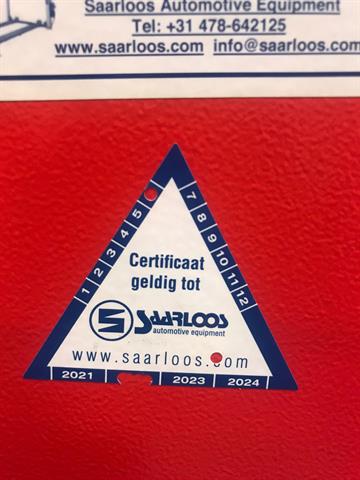 Saarloos Automotive Equipment
Tel: +31 478-642125
www.saarloos.com info@saarloos.com
1 2 3 4 5
7 8 9 10 11 12
Certificaat
geldig tot
S SAARLOOS
automotive equipment
www.saarloos.com
2021 2023 2024